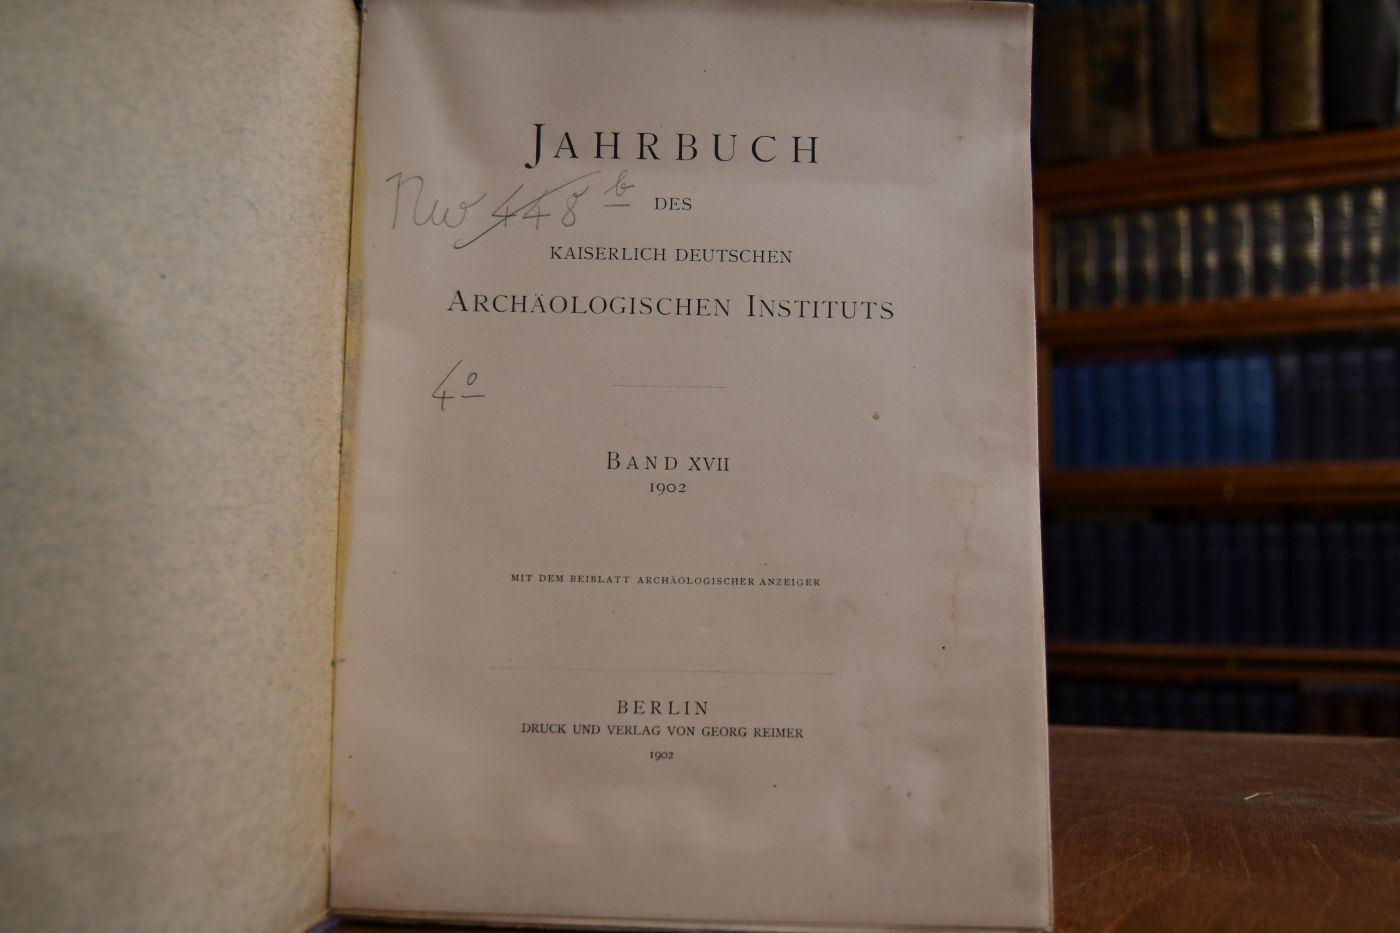 JAHRBUCH
Nw 448 b
DES
KAISERLICH DEUTSCHEN
ARCHÄOLOGISCHEN INSTITUTS
4o
BAND XVII
1902
MIT DEM BEIBLATT ARCHÄOLOGISCHER ANZEIGER
BERLIN
DRUCK UND VERLAG VON GEORG REIMER
1902